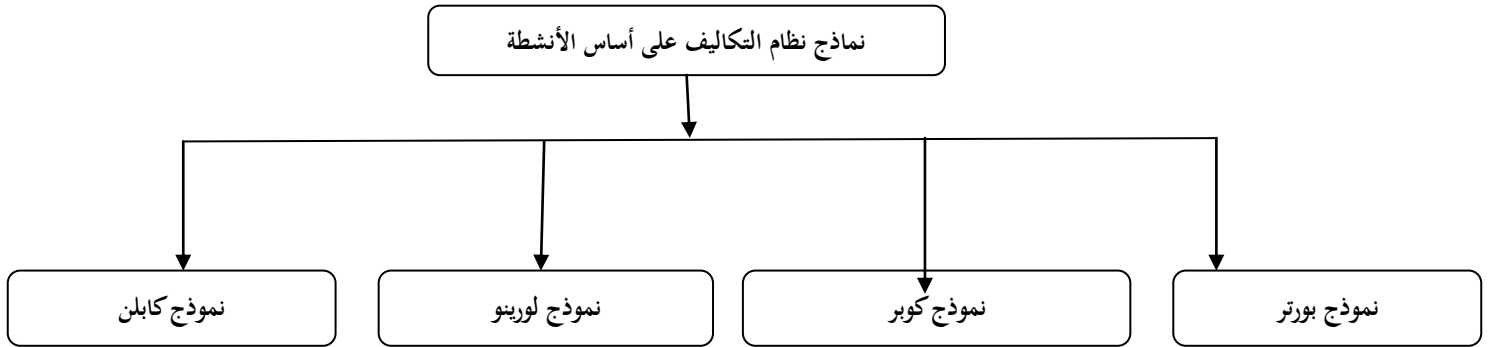 نماذج نظام التكاليف على أساس الأنشطة
نموذج بورتر
نموذج كوبر
نموذج لورينو
نموذج كابلن